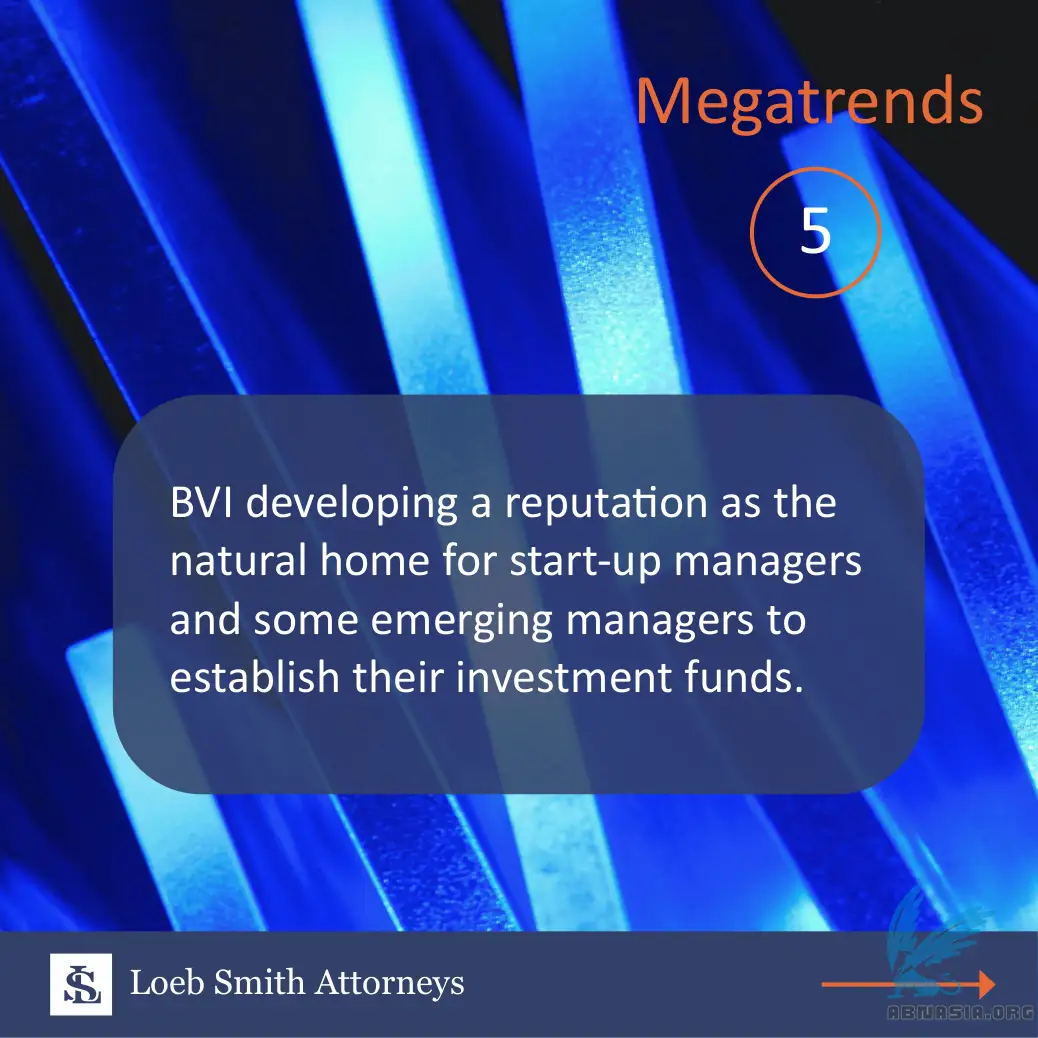 Megatrends
5
BVI developing a reputation as the
natural home for start-up managers
and some emerging managers to
establish their investment funds.
LS Loeb Smith Attorneys
ABNASIA.ORG